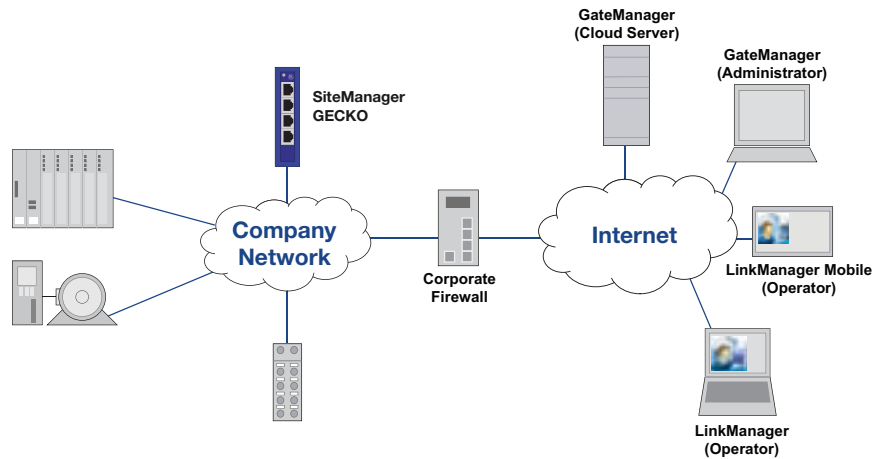 GateManager
(Cloud Server)
GateManager
(Administrator)
SiteManager
GECKO
Company
Network
Internet
Corporate
Firewall
LinkManager Mobile
(Operator)
LinkManager
(Operator)